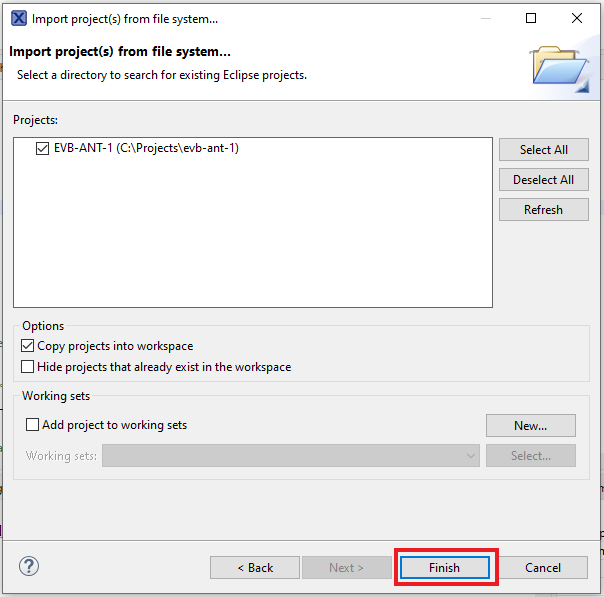 Import project(s) from file system...
Import project(s) from file system...
Select a directory to search for existing Eclipse projects.
Projects:
EVB-ANT-1 (C:\Projects\evb-ant-1)
Select All
Deselect All
Refresh
Options
Copy projects into workspace
Hide projects that already exist in the workspace
Working sets
Add project to working sets
New...
Working sets:
Select...
?
< Back
Next >
Finish
Cancel